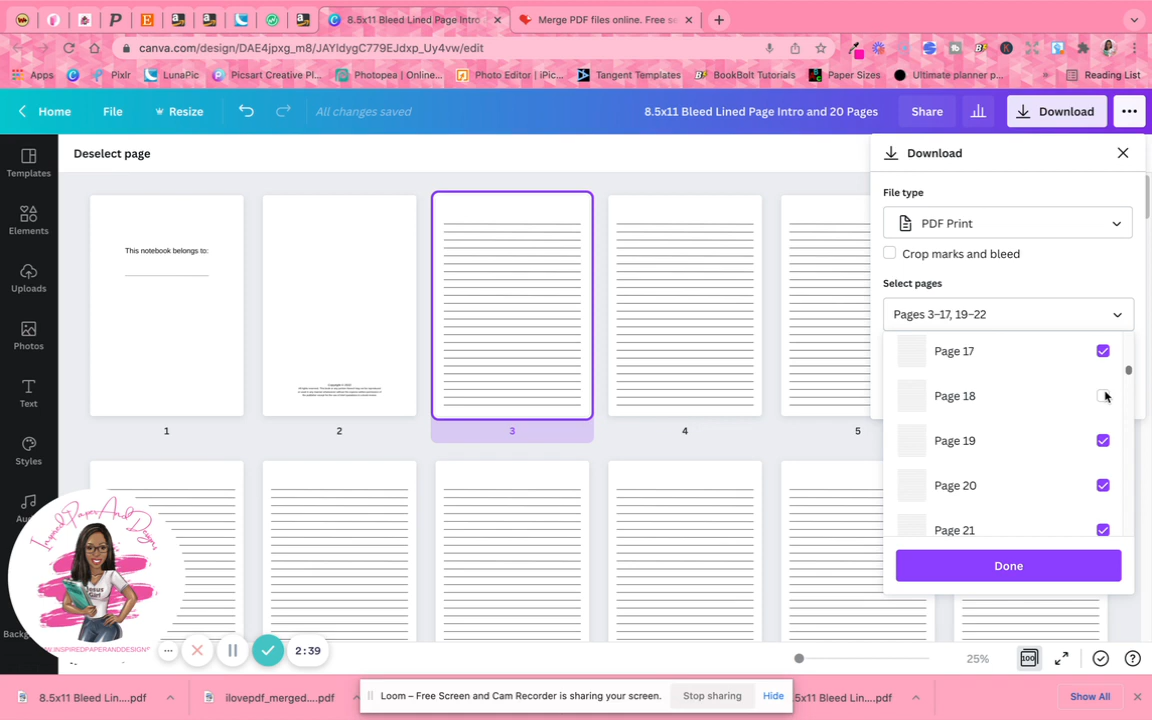 8.5x11 Bleed Lined Page Intro
Merge PDF files online. Free se
canva.com/design/DAE4jpxg_m8/JAYldygC779EJdxp_Uy4vw/edit
Apps
Pixlr
LunaPic
Picsart Creative Pl...
Photopea | Online...
Photo Editor | iPic...
Tangent Templates
BookBolt Tutorials
Paper Sizes
Ultimate planner p...
Reading List
Home
File
Resize
All changes saved
8.5x11 Bleed Lined Page Intro and 20 Pages
Share
Download
Deselect page
Templates
Elements
Uploads
Photos
Text
Styles
This notebook belongs to:
1
2
3
4
5
Download
File type
PDF Print
Crop marks and bleed
Select pages
Pages 3–17, 19–22
Page 17
Page 18
Page 19
Page 20
Page 21
Done
InspiredPaperAndDesigns
Jesus Girl
2:39
25%
100
8.5x11 Bleed Lin....pdf
ilovepdf_merged....pdf
Loom – Free Screen and Cam Recorder is sharing your screen.
Stop sharing
Hide
.5x11 Bleed Lin....pdf
Show All